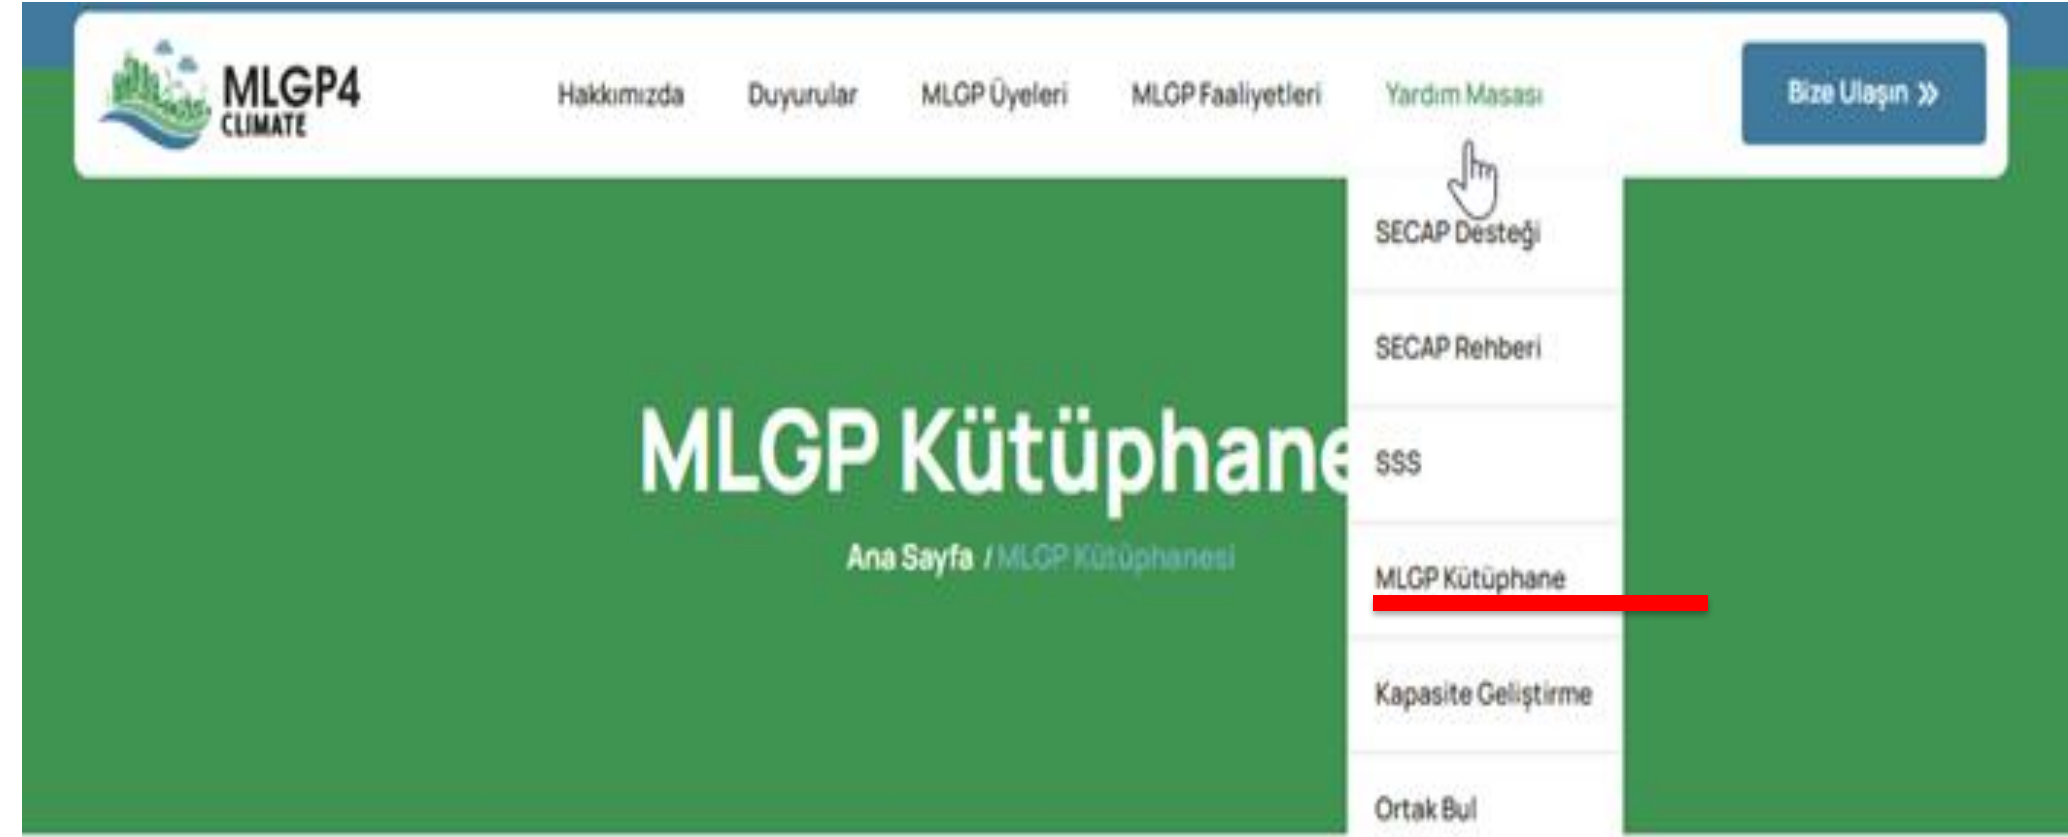 MLGP4
CLIMATE
Hakkımızda Duyurular MLGP Üyeleri MLGP Faaliyetleri Yardım Masası Bize Ulaşın »
SECAP Desteği
SECAP Rehberi
SSS
MLGP Kütüphane
Kapasite Geliştirme
Ortak Bul
MLGP Kütüphane
Ana Sayfa / MLGP Kütüphanesi